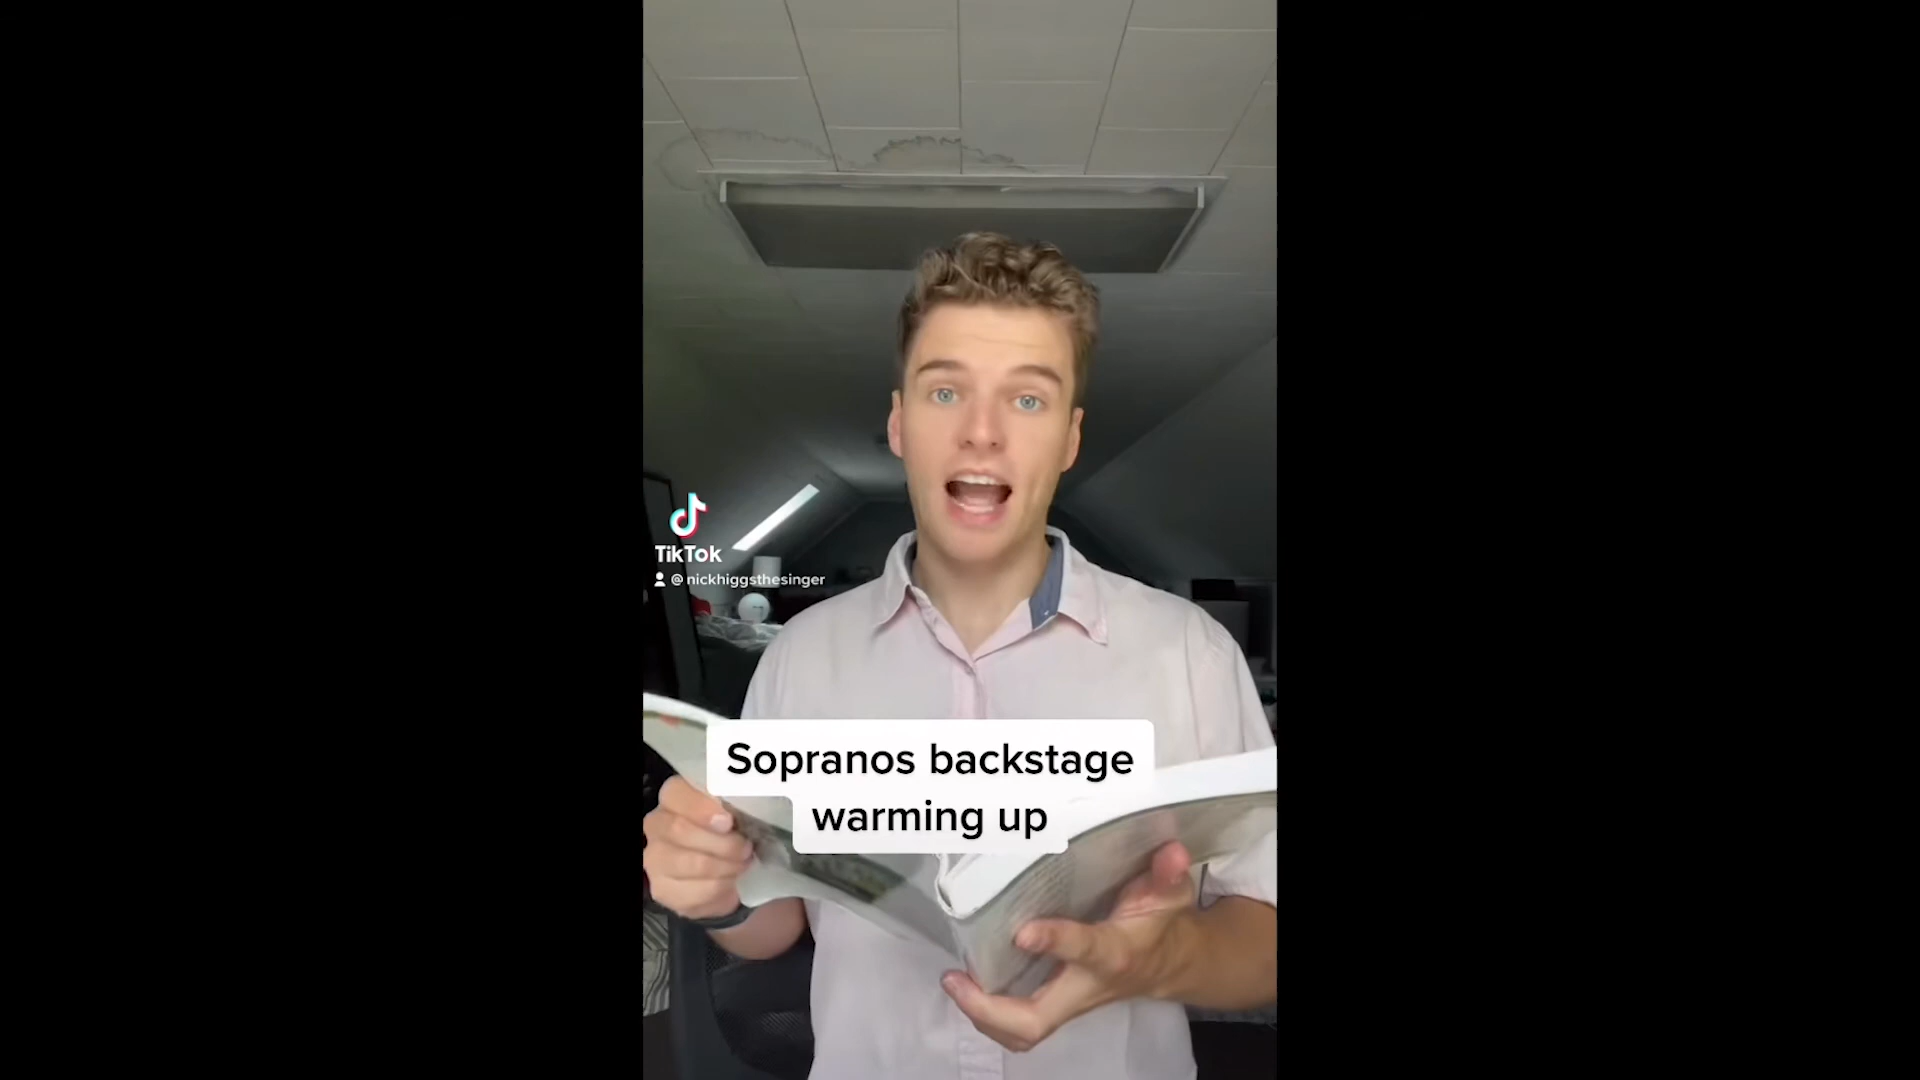 TikTok
@nickhiggsthesinger
Sopranos backstage
warming up